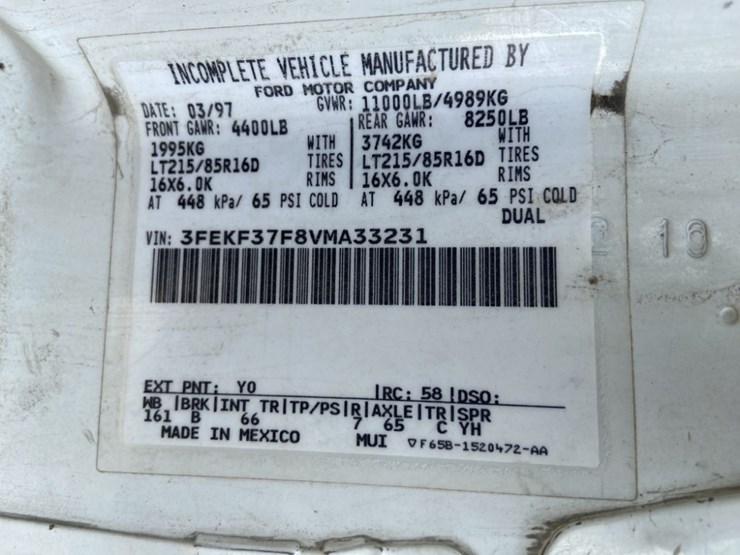 INCOMPLETE VEHICLE MANUFACTURED BY
FORD MOTOR COMPANY
DATE: 03/97 GVWR: 11000LB/4989KG
FRONT GAWR: 4400LB REAR GAWR: 8250LB
1995KG WITH 3742KG WITH
LT215/85R16D TIRES LT215/85R16D TIRES
16X6.0K RIMS 16X6.0K RIMS
AT 448 kPa/ 65 PSI COLD AT 448 kPa/ 65 PSI COLD
DUAL
VIN: 3FEKF37F8VMA33231
EXT PNT: YO RC: 58 DSO:
WB BRK INT TR TP/PS R AXLE TR SPR
161 B 66 7 65 C YH
MADE IN MEXICO MUI ▽F65B-1520472-AA
10